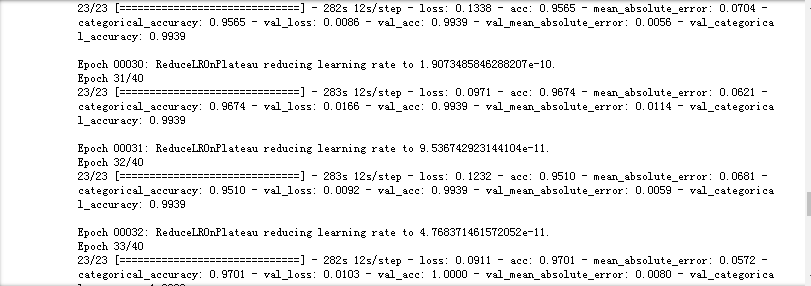 23/23 [==============================] - 282s 12s/step - loss: 0.1338 - acc: 0.9565 - mean_absolute_error: 0.0704 -
categorical_accuracy: 0.9565 - val_loss: 0.0086 - val_acc: 0.9939 - val_mean_absolute_error: 0.0056 - val_categorica
l_accuracy: 0.9939
Epoch 00030: ReduceLROnPlateau reducing learning rate to 1.9073485846288207e-10.
Epoch 31/40
23/23 [==============================] - 283s 12s/step - loss: 0.0971 - acc: 0.9674 - mean_absolute_error: 0.0621 -
categorical_accuracy: 0.9674 - val_loss: 0.0166 - val_acc: 0.9939 - val_mean_absolute_error: 0.0114 - val_categorica
l_accuracy: 0.9939
Epoch 00031: ReduceLROnPlateau reducing learning rate to 9.536742923144104e-11.
Epoch 32/40
23/23 [==============================] - 283s 12s/step - loss: 0.1232 - acc: 0.9510 - mean_absolute_error: 0.0681 -
categorical_accuracy: 0.9510 - val_loss: 0.0092 - val_acc: 0.9939 - val_mean_absolute_error: 0.0059 - val_categorica
l_accuracy: 0.9939
Epoch 00032: ReduceLROnPlateau reducing learning rate to 4.768371461572052e-11.
Epoch 33/40
23/23 [==============================] - 282s 12s/step - loss: 0.0911 - acc: 0.9701 - mean_absolute_error: 0.0572 -
categorical_accuracy: 0.9701 - val_loss: 0.0103 - val_acc: 1.0000 - val_mean_absolute_error: 0.0080 - val_categorica